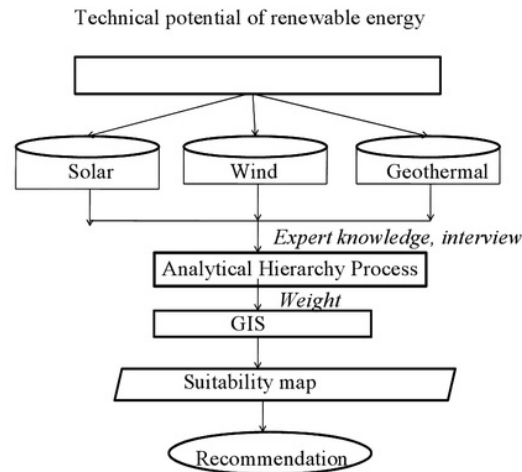 Technical potential of renewable energy
Solar
Wind
Geothermal
Expert knowledge, interview
Analytical Hierarchy Process
Weight
GIS
Suitability map
Recommendation